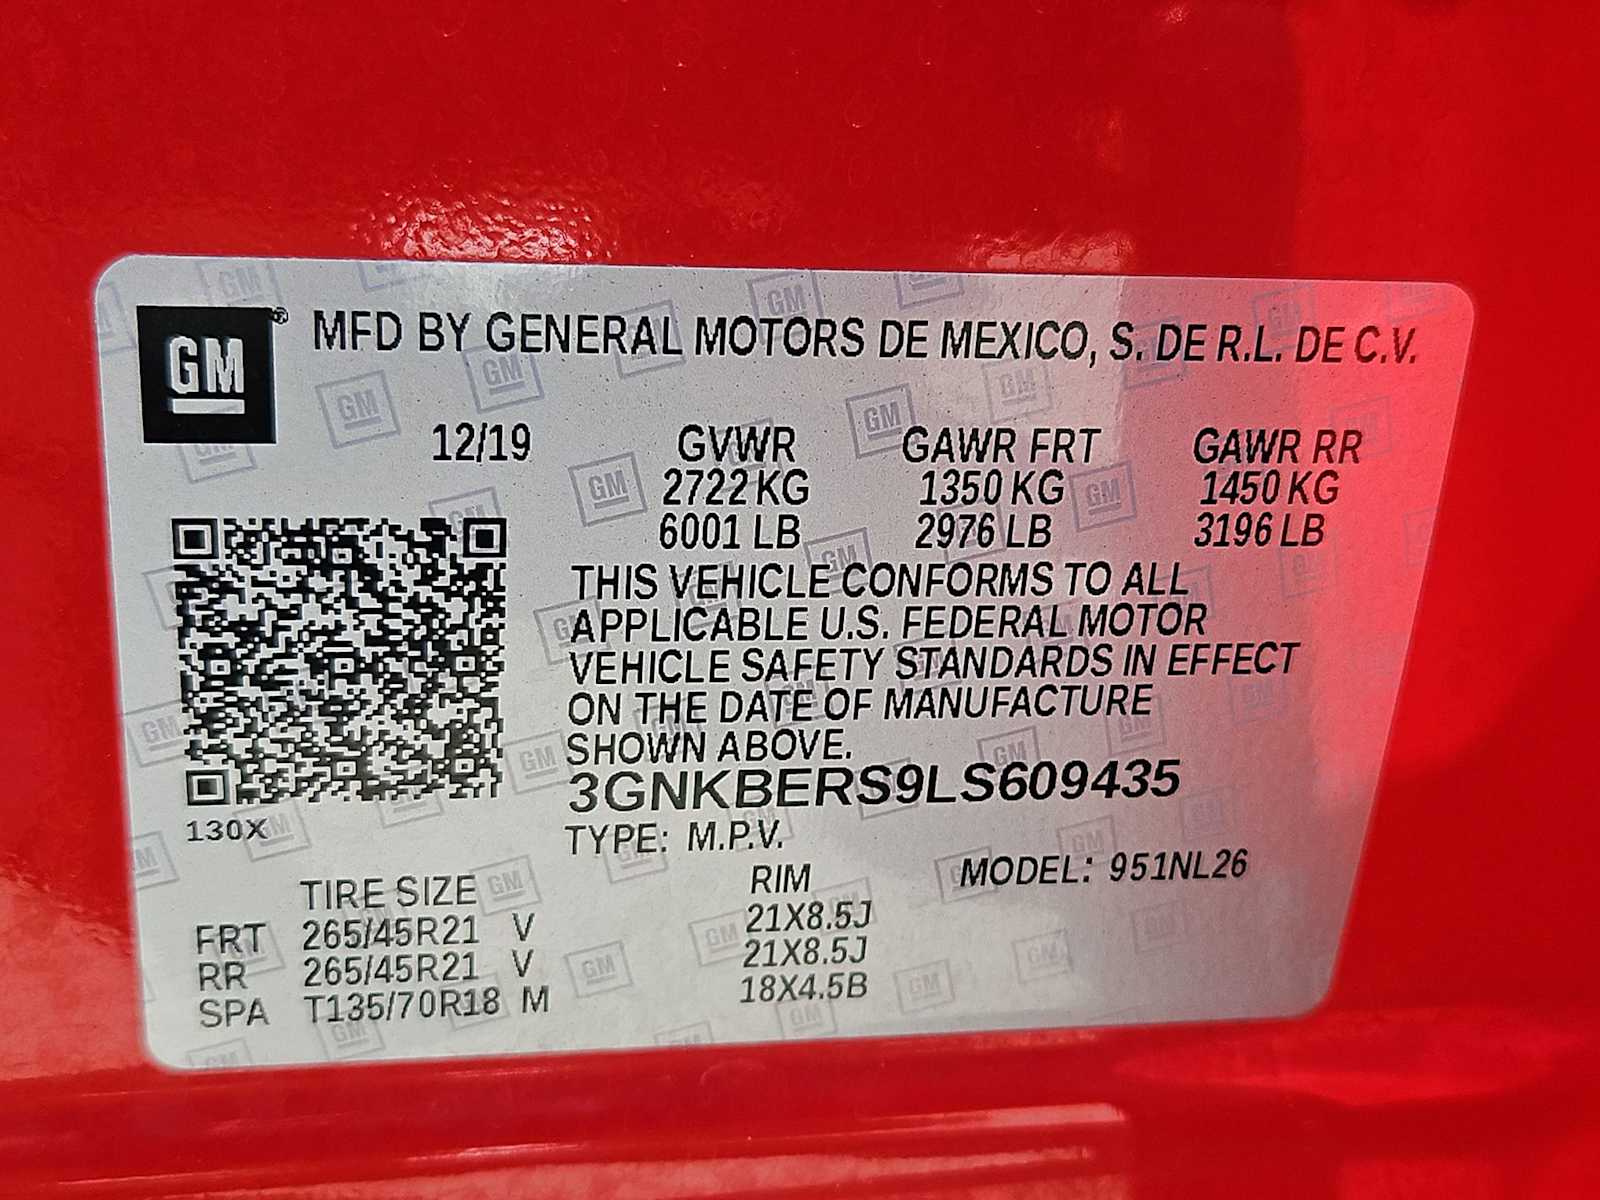 GM® MFD BY GENERAL MOTORS DE MEXICO, S. DE R.L. DE C.V.
12/19 GVWR GAWR FRT GAWR RR
2722 KG 1350 KG 1450 KG
6001 LB 2976 LB 3196 LB
THIS VEHICLE CONFORMS TO ALL
APPLICABLE U.S. FEDERAL MOTOR
VEHICLE SAFETY STANDARDS IN EFFECT
ON THE DATE OF MANUFACTURE
SHOWN ABOVE.
3GNKBERS9LS609435
130X
TYPE: M.P.V.
TIRE SIZE RIM MODEL: 951NL26
FRT 265/45R21 V 21X8.5J
RR 265/45R21 V 21X8.5J
SPA T135/70R18 M 18X4.5B